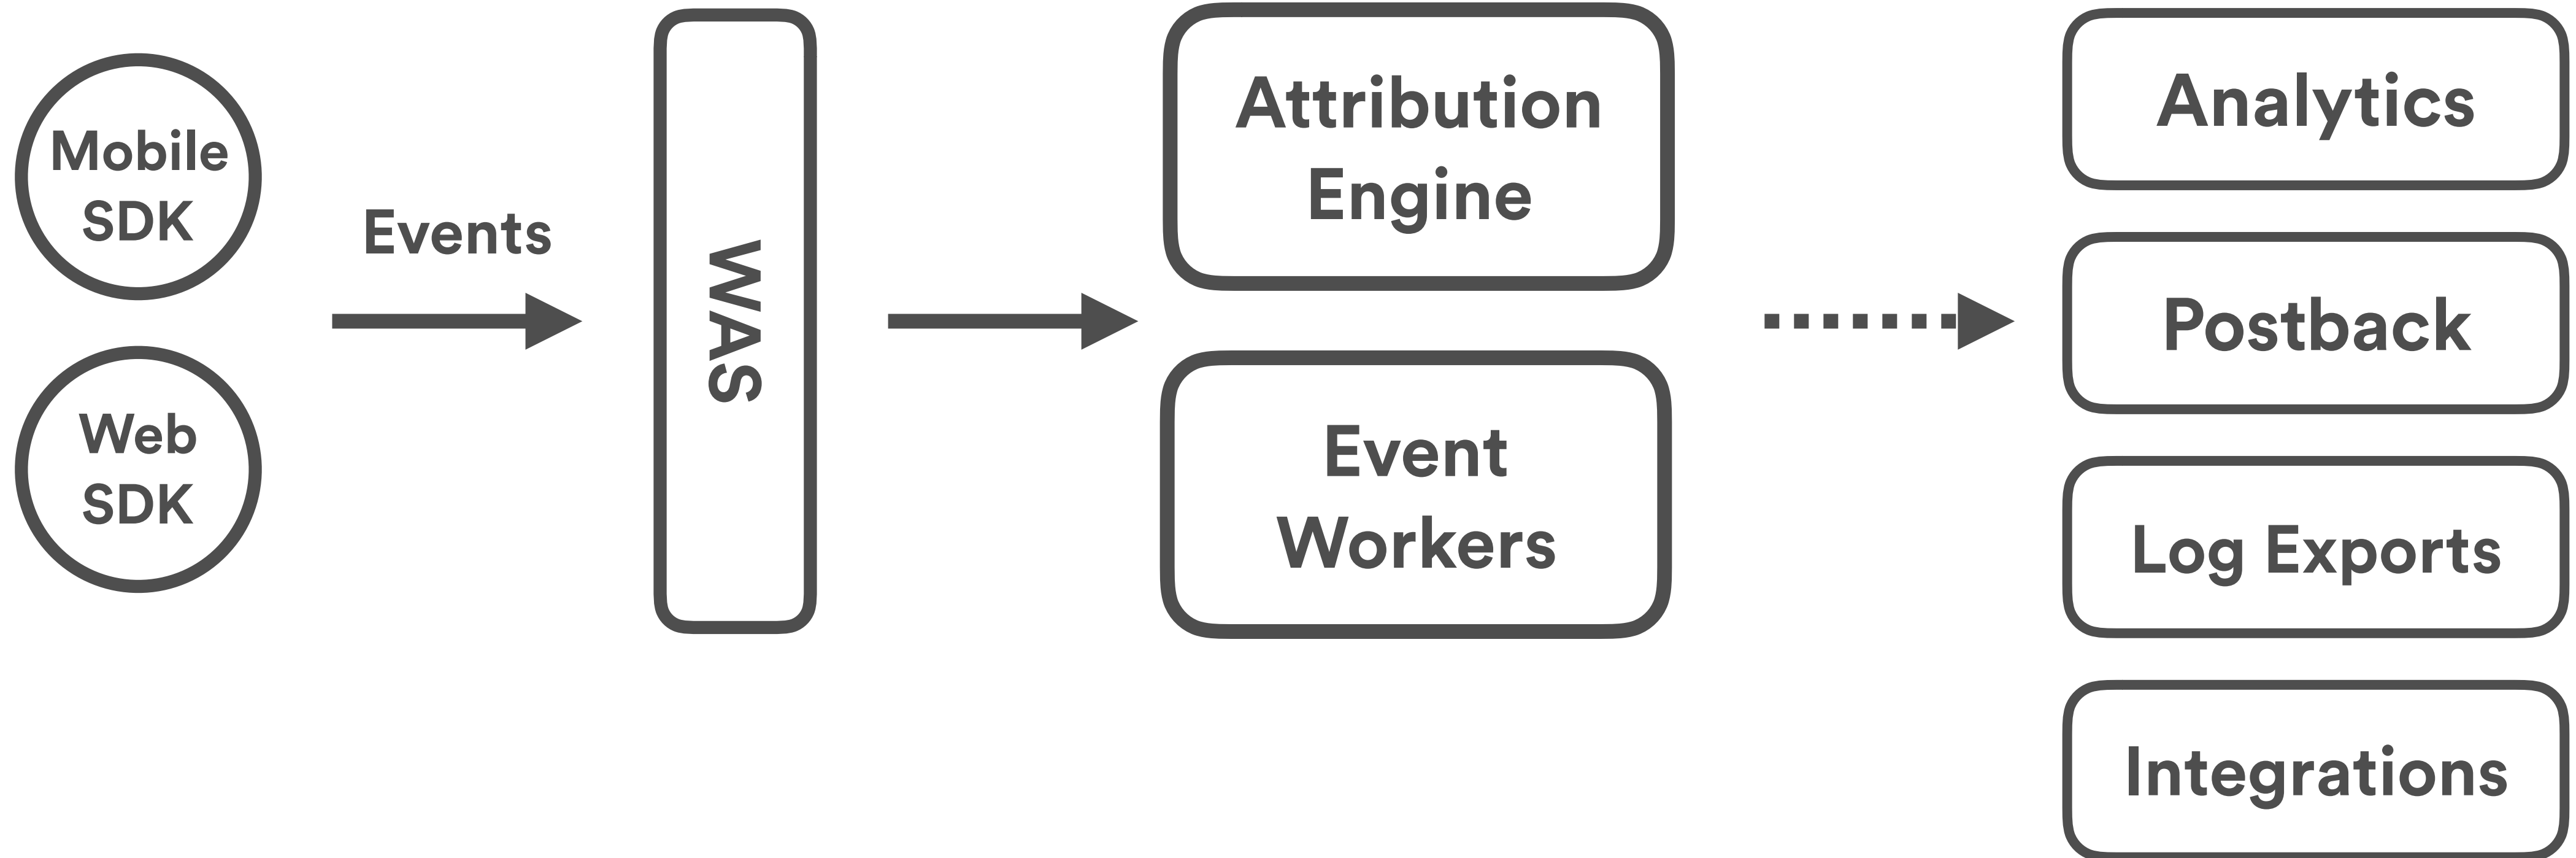 Mobile
SDK
Web
SDK
Events
WAS
Attribution
Engine
Event
Workers
Analytics
Postback
Log Exports
Integrations